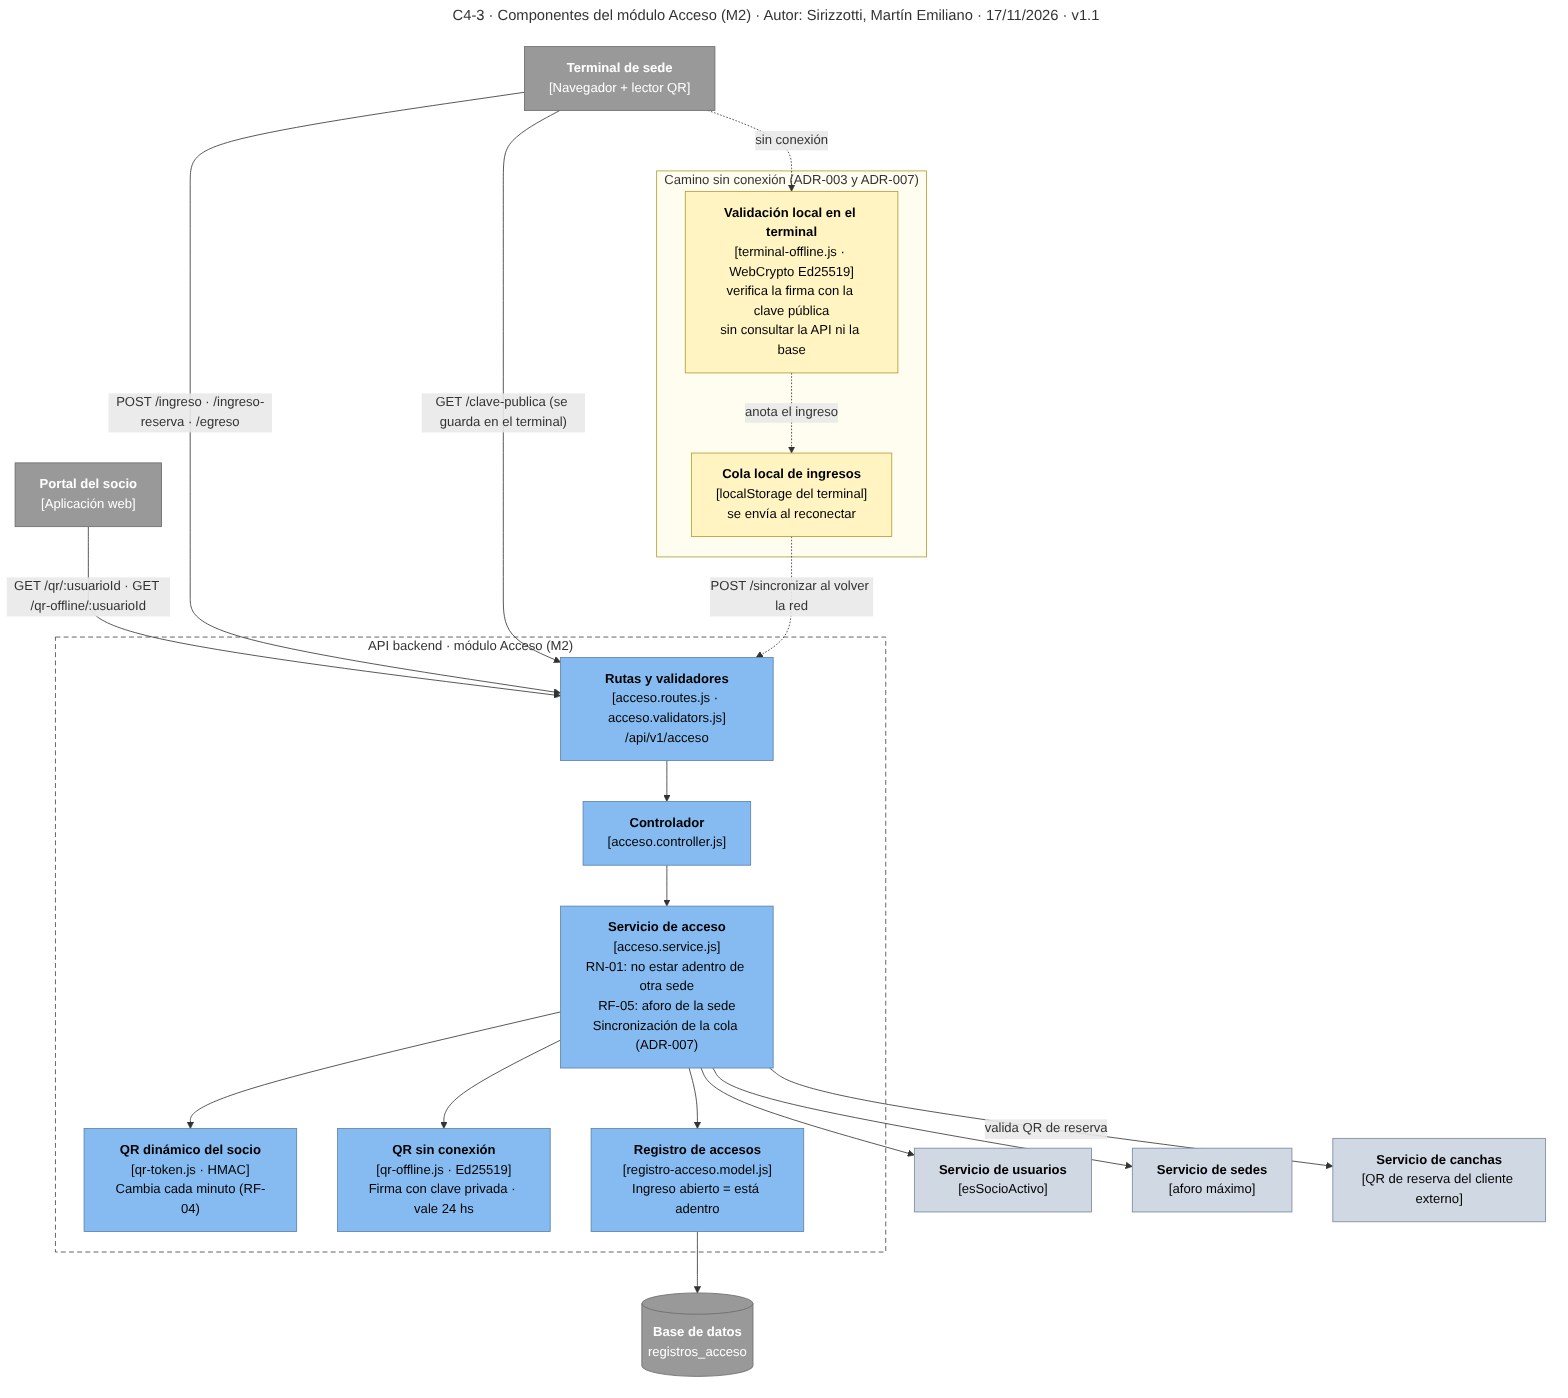 C4-3 · Componentes del módulo Acceso (M2) · Autor: Sirizzotti, Martín Emiliano · 17/11/2026 · v1.1
Terminal de sede
[Navegador + lector QR]
sin conexión
Camino sin conexión (ADR-003 y ADR-007)
Validación local en el
terminal
[terminal-offline.js ·
WebCrypto Ed25519]
verifica la firma con la
clave pública
sin consultar la API ni la
base
POST /ingreso · /ingreso-
reserva · /egreso
GET /clave-publica (se
guarda en el terminal)
anota el ingreso
Portal del socio
[Aplicación web]
Cola local de ingresos
[localStorage del terminal]
se envía al reconectar
GET /qr/:usuarioId · GET
/qr-offline/:usuarioId
POST /sincronizar al volver
la red
API backend · módulo Acceso (M2)
Rutas y validadores
[acceso.routes.js ·
acceso.validators.js]
/api/v1/acceso
Controlador
[acceso.controller.js]
Servicio de acceso
[acceso.service.js]
RN-01: no estar adentro de
otra sede
RF-05: aforo de la sede
Sincronización de la cola
(ADR-007)
valida QR de reserva
QR dinámico del socio
[qr-token.js · HMAC]
Cambia cada minuto (RF-
04)
QR sin conexión
[qr-offline.js · Ed25519]
Firma con clave privada ·
vale 24 hs
Registro de accesos
[registro-acceso.model.js]
Ingreso abierto = está
adentro
Servicio de usuarios
[esSocioActivo]
Servicio de sedes
[aforo máximo]
Servicio de canchas
[QR de reserva del cliente
externo]
Base de datos
registros_acceso